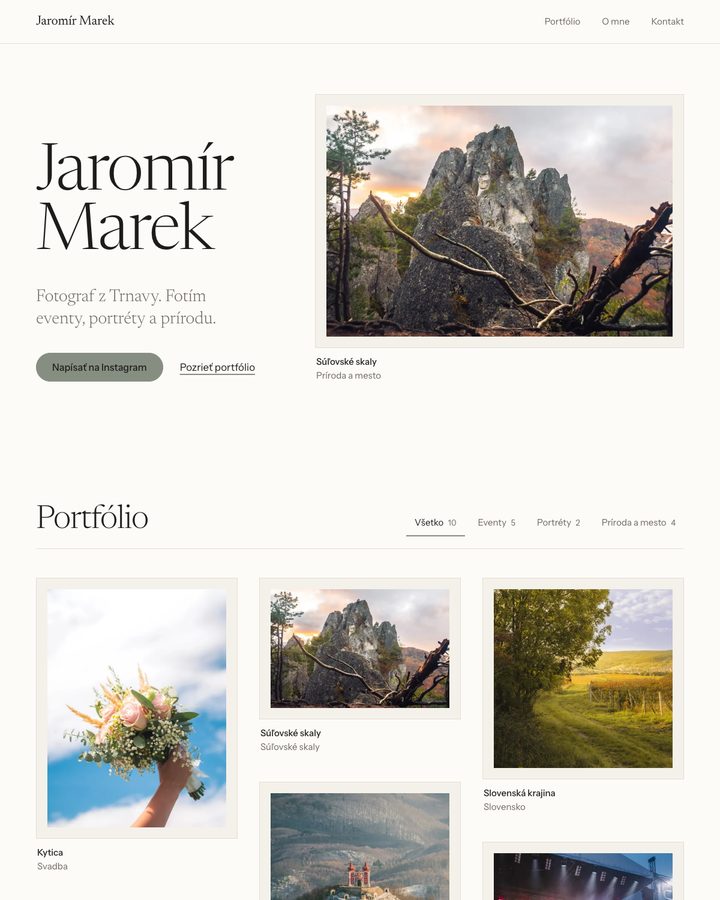 Jaromír Marek
Portfólio
O mne
Kontakt
Jaromír
Marek
Fotograf z Trnavy. Fotím
eventy, portréty a prírodu.
Napísať na Instagram
Pozrieť portfólio
Súľovské skaly
Príroda a mesto
Portfólio
Všetko 10
Eventy 5
Portréty 2
Príroda a mesto 4
Kytica
Svadba
Súľovské skaly
Súľovské skaly
Slovenská krajina
Slovensko